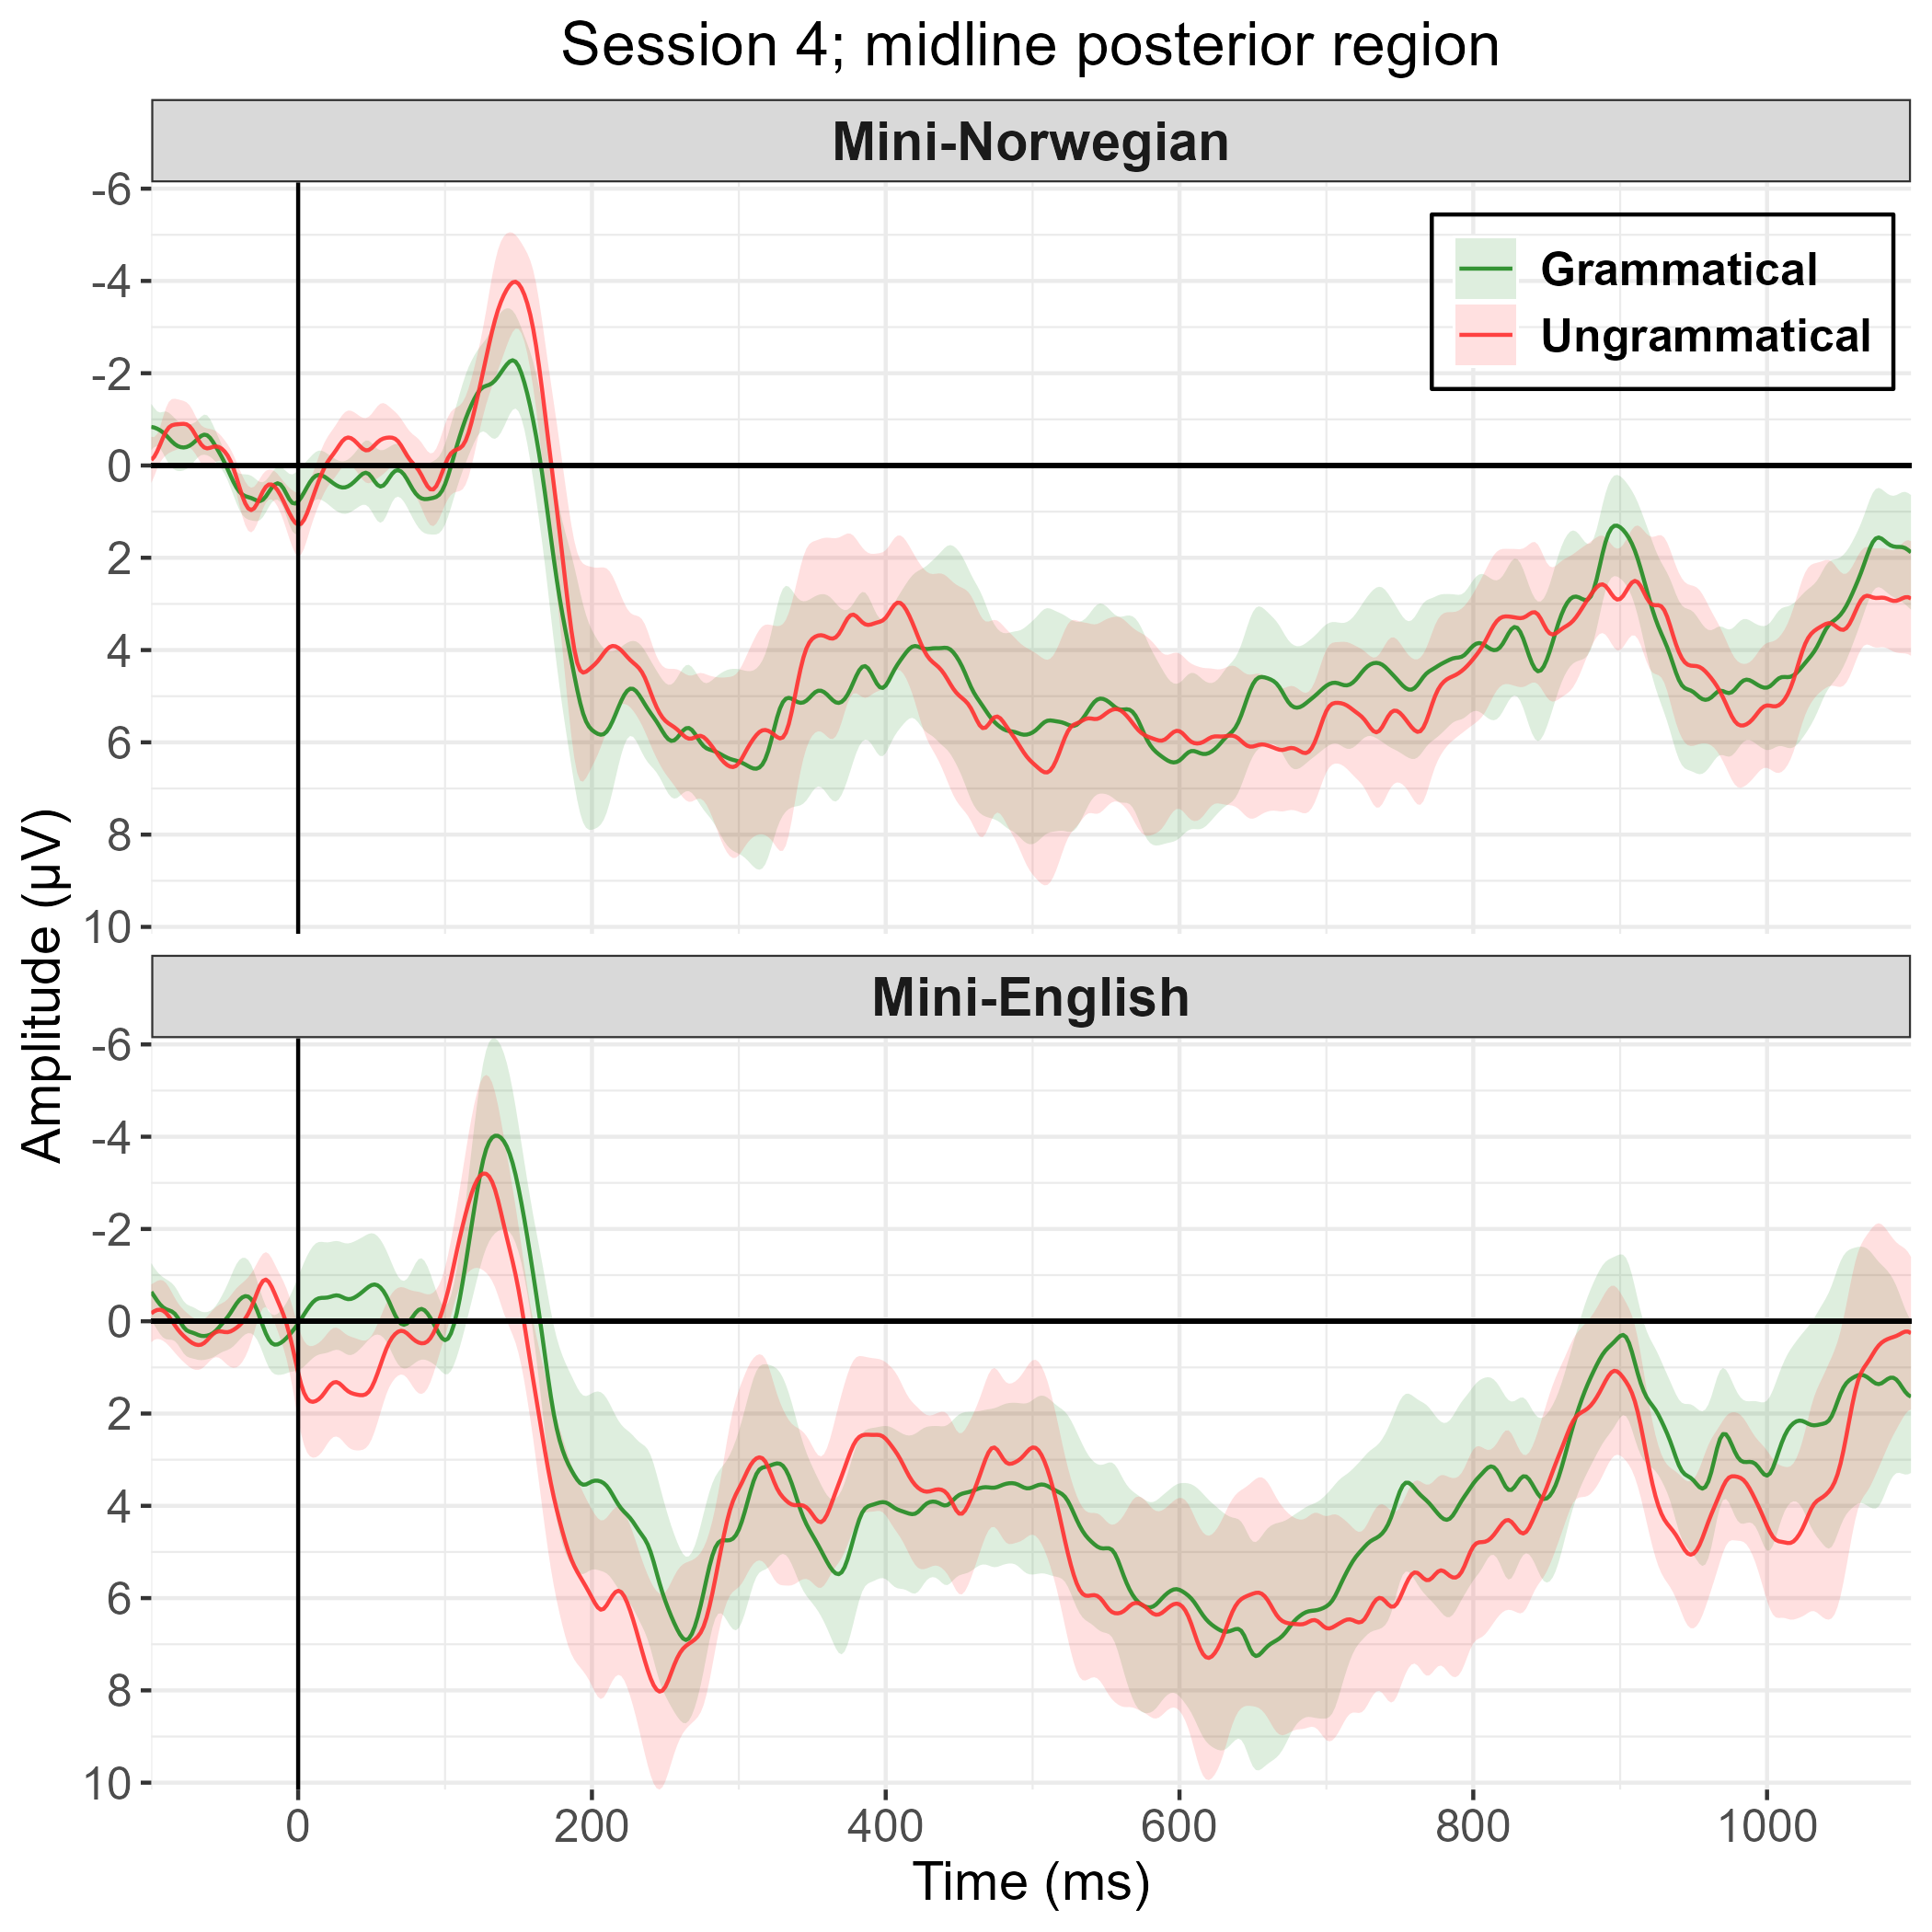 Session 4; midline posterior region
Mini-Norwegian
-6
-4
-2
0
2
4
6
8
10
Grammatical
Ungrammatical
Amplitude (µV)
Mini-English
-6
-4
-2
0
2
4
6
8
10
0 200 400 600 800 1000
Time (ms)